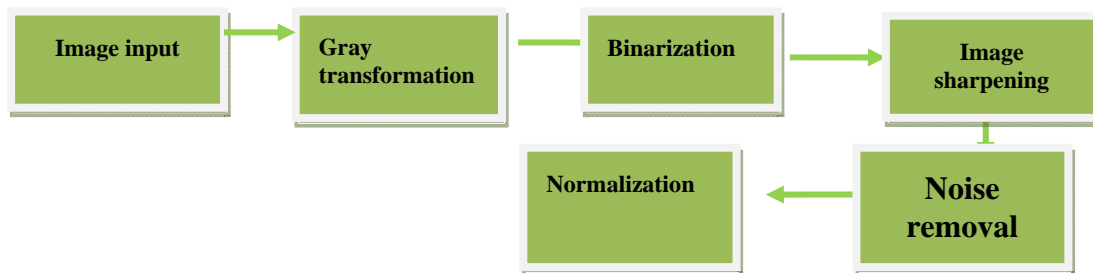 Image input
Gray
transformation
Binarization
Image
sharpening
Noise
removal
Normalization